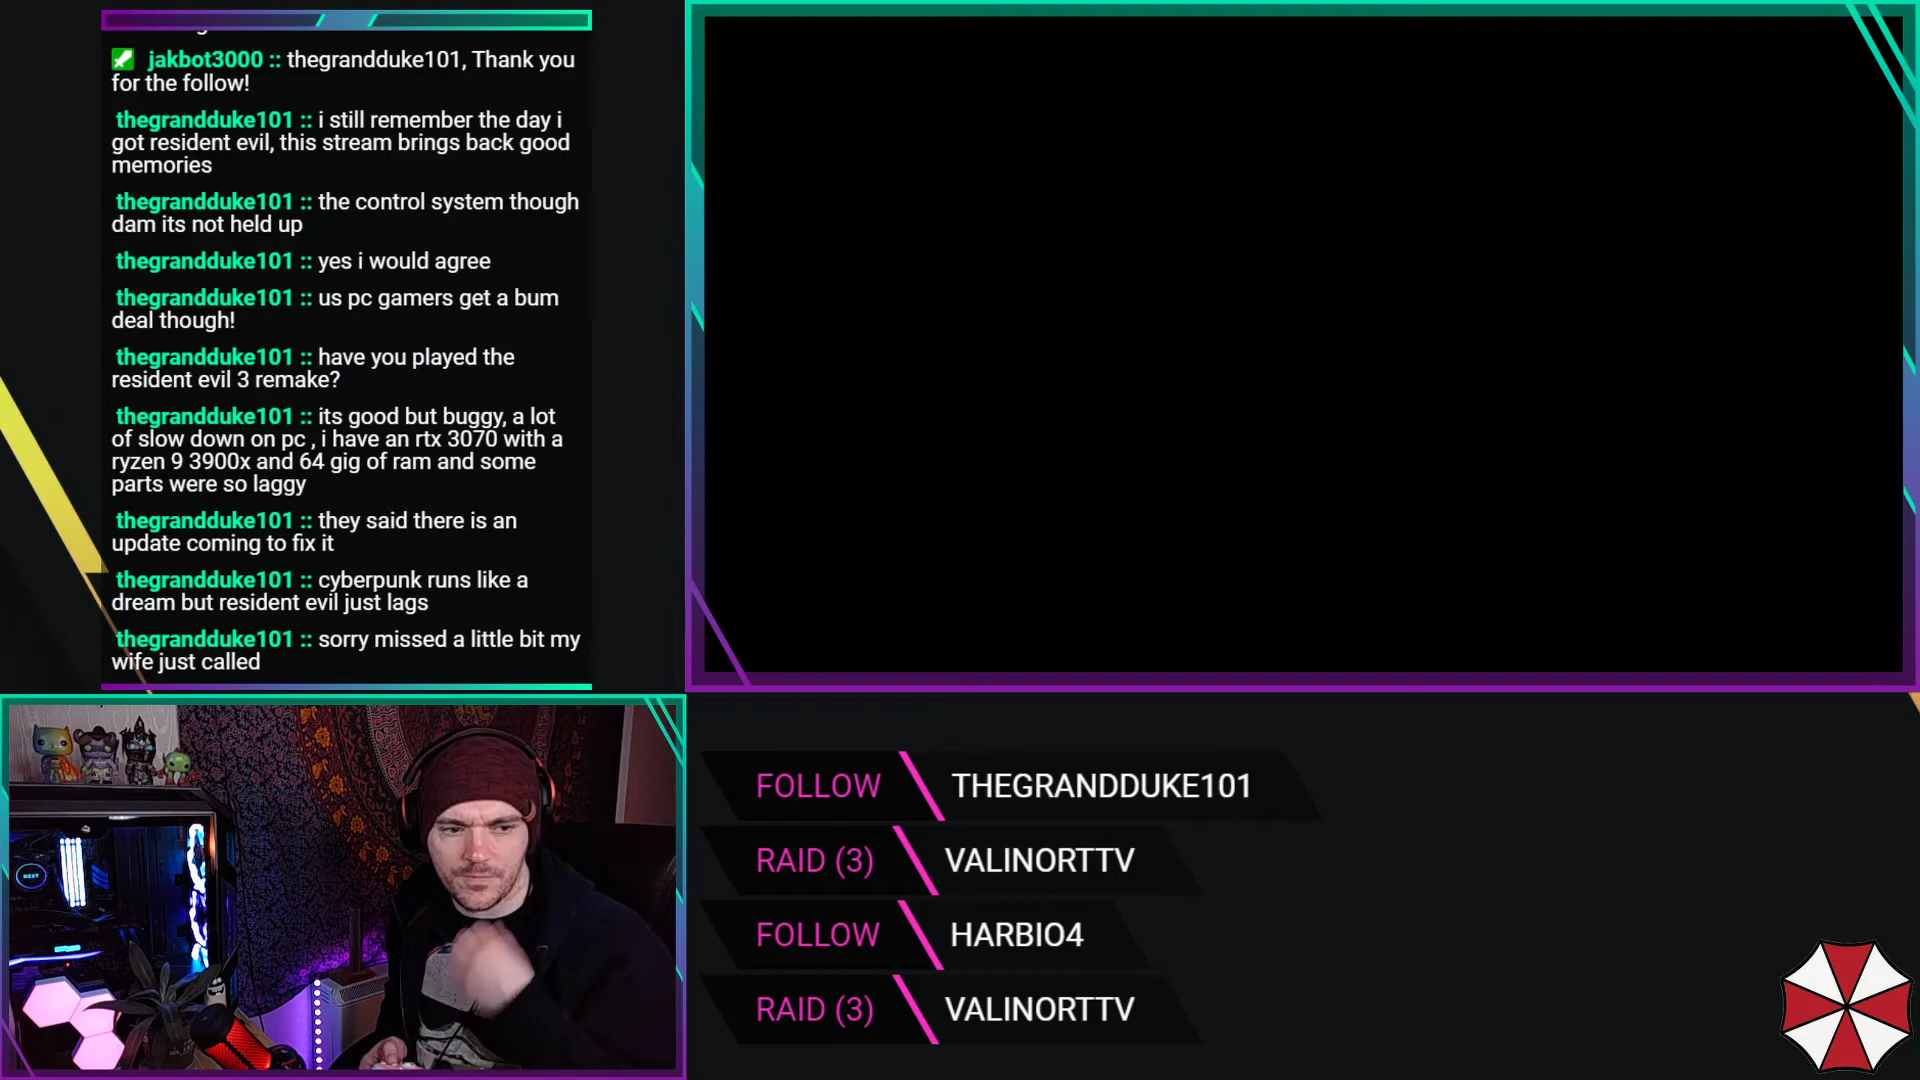 jakbot3000 :: thegrandduke101, Thank you
for the follow!
thegrandduke101 :: i still remember the day i
got resident evil, this stream brings back good
memories
thegrandduke101 :: the control system though
dam its not held up
thegrandduke101 :: yes i would agree
thegrandduke101 :: us pc gamers get a bum
deal though!
thegrandduke101 :: have you played the
resident evil 3 remake?
thegrandduke101 :: its good but buggy, a lot
of slow down on pc , i have an rtx 3070 with a
ryzen 9 3900x and 64 gig of ram and some
parts were so laggy
thegrandduke101 :: they said there is an
update coming to fix it
thegrandduke101 :: cyberpunk runs like a
dream but resident evil just lags
thegrandduke101 :: sorry missed a little bit my
wife just called
FOLLOW THEGRANDDUKE101
RAID (3) VALINORTTV
FOLLOW HARBIO4
RAID (3) VALINORTTV
NZXT